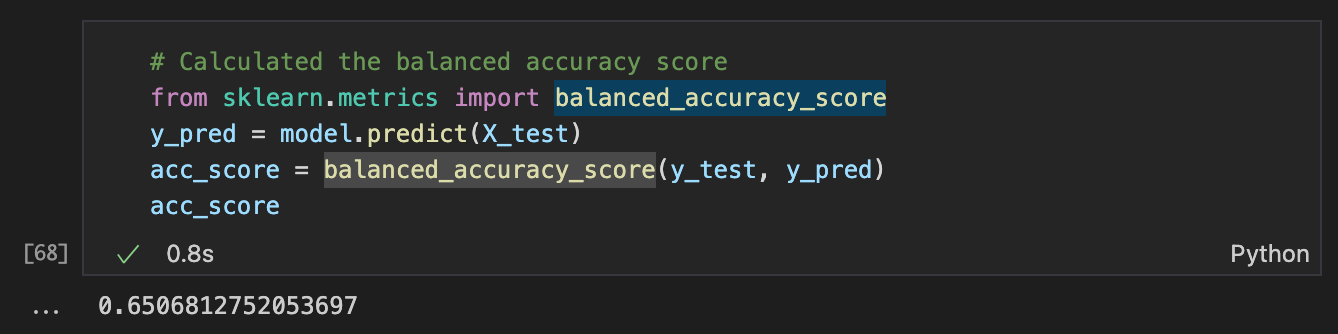 # Calculated the balanced accuracy score
from sklearn.metrics import balanced_accuracy_score
y_pred = model.predict(X_test)
acc_score = balanced_accuracy_score(y_test, y_pred)
acc_score
[68] ✓ 0.8s Python
... 0.6506812752053697